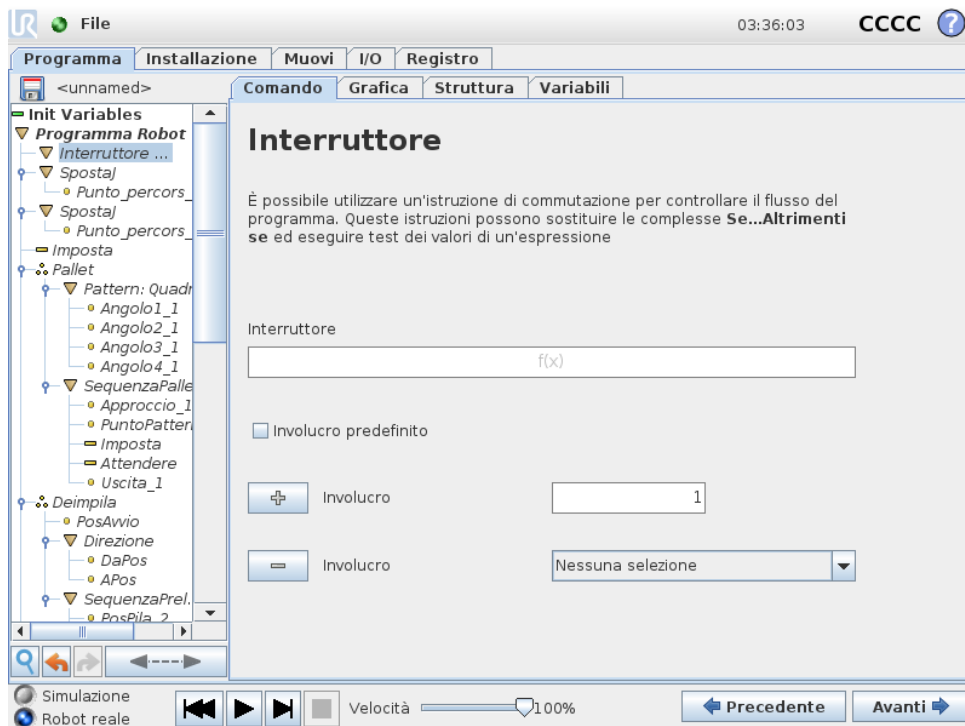 UR File 03:36:03 CCCC ?
Programma Installazione Muovi I/O Registro
<unnamed>
Comando Grafica Struttura Variabili
Init Variables
Programma Robot
Interruttore ...
SpostaJ
Punto_percors_
SpostaJ
Punto_percors_
Imposta
Pallet
Pattern: Quadr
Angolo1_1
Angolo2_1
Angolo3_1
Angolo4_1
SequenzaPalle
Approccio_1
PuntoPatter
Imposta
Attendere
Uscita_1
Deimpila
PosAvvio
Direzione
DaPos
APos
SequenzaPrel.
PosPila_2
Interruttore
È possibile utilizzare un'istruzione di commutazione per controllare il flusso del
programma. Queste istruzioni possono sostituire le complesse Se...Altrimenti
se ed eseguire test dei valori di un'espressione
Interruttore
f(x)
Involucro predefinito
Involucro 1
Involucro Nessuna selezione
Simulazione
Robot reale
Velocità 100%
Precedente Avanti